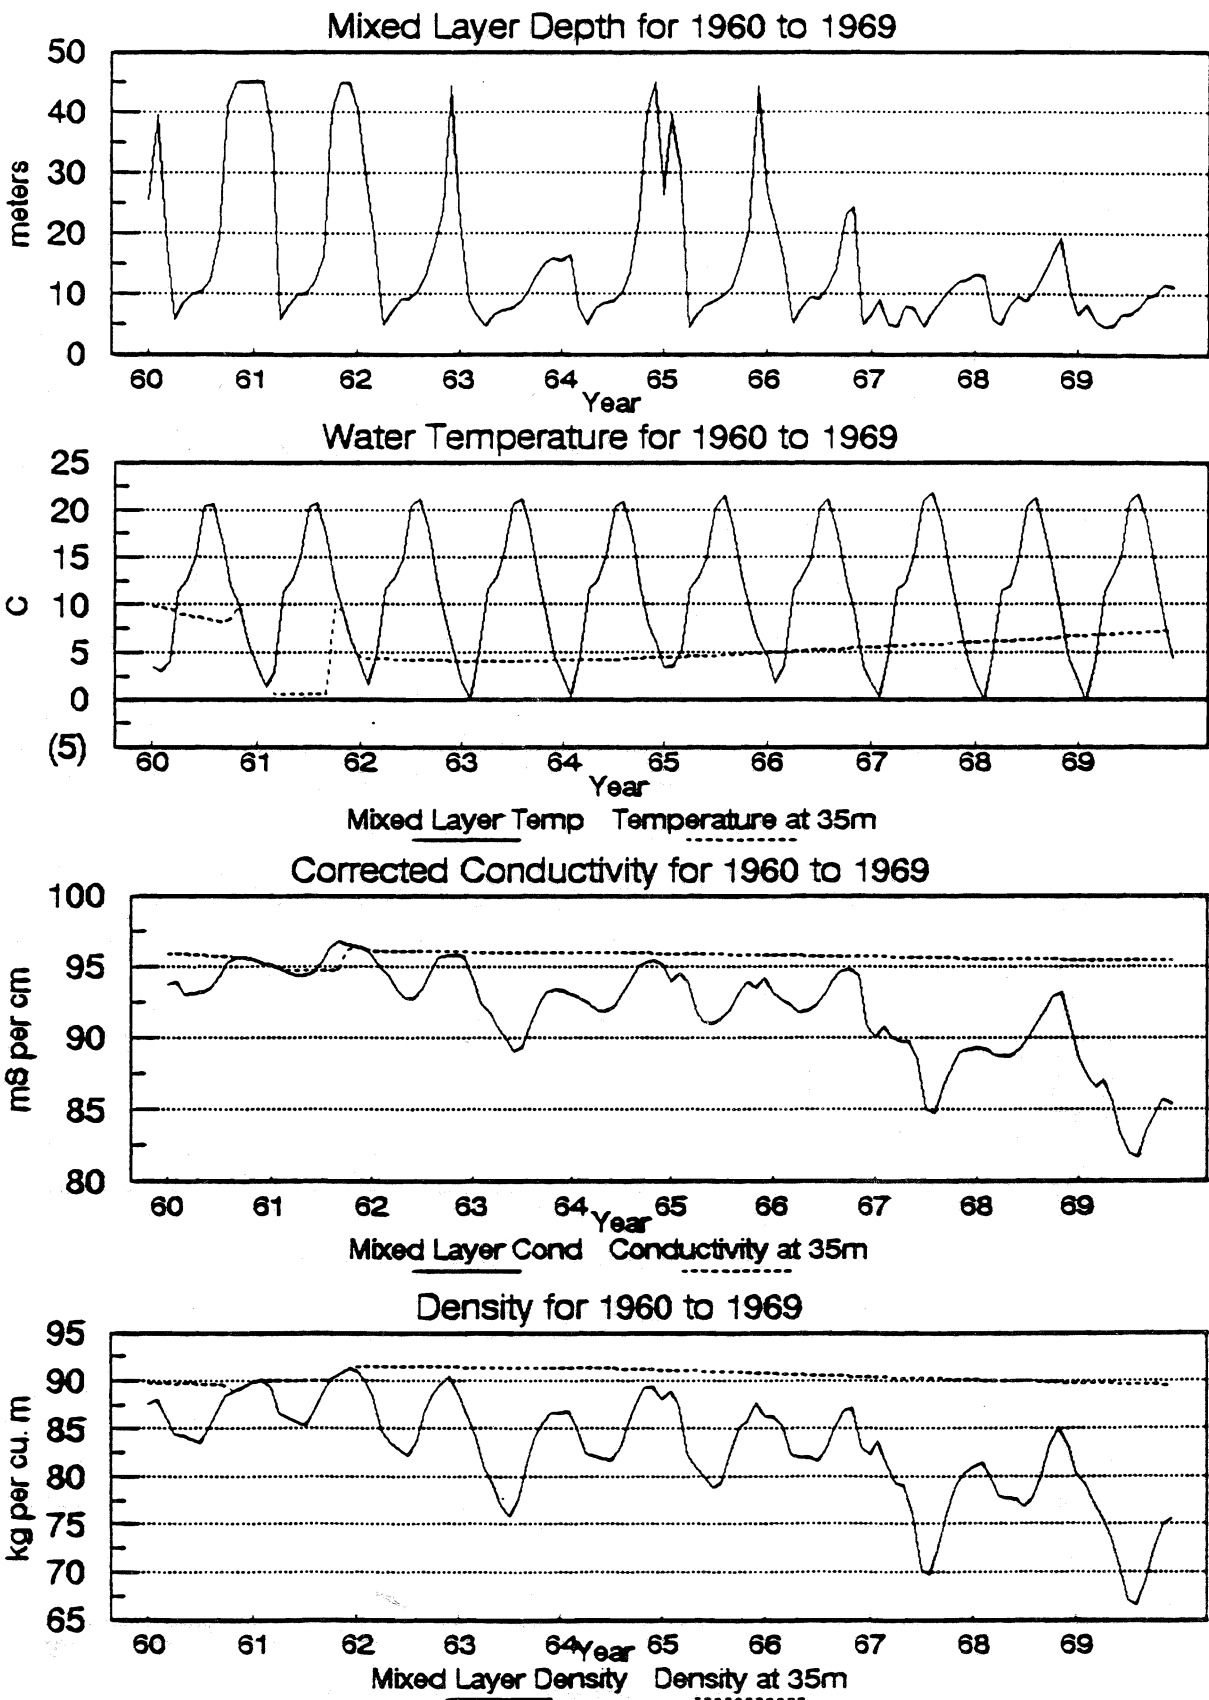 Mixed Layer Depth for 1960 to 1969
50
40
30
20
10
0
meters
60 61 62 63 64 65 66 67 68 69
Year
Water Temperature for 1960 to 1969
25
20
15
10
5
0
(5)
C
60 61 62 63 64 65 66 67 68 69
Year
Mixed Layer Temp Temperature at 35m
Corrected Conductivity for 1960 to 1969
100
95
90
85
80
mS per cm
60 61 62 63 64 65 66 67 68 69
Year
Mixed Layer Cond Conductivity at 35m
Density for 1960 to 1969
95
90
85
80
75
70
65
kg per cu. m
60 61 62 63 64 65 66 67 68 69
Year
Mixed Layer Density Density at 35m